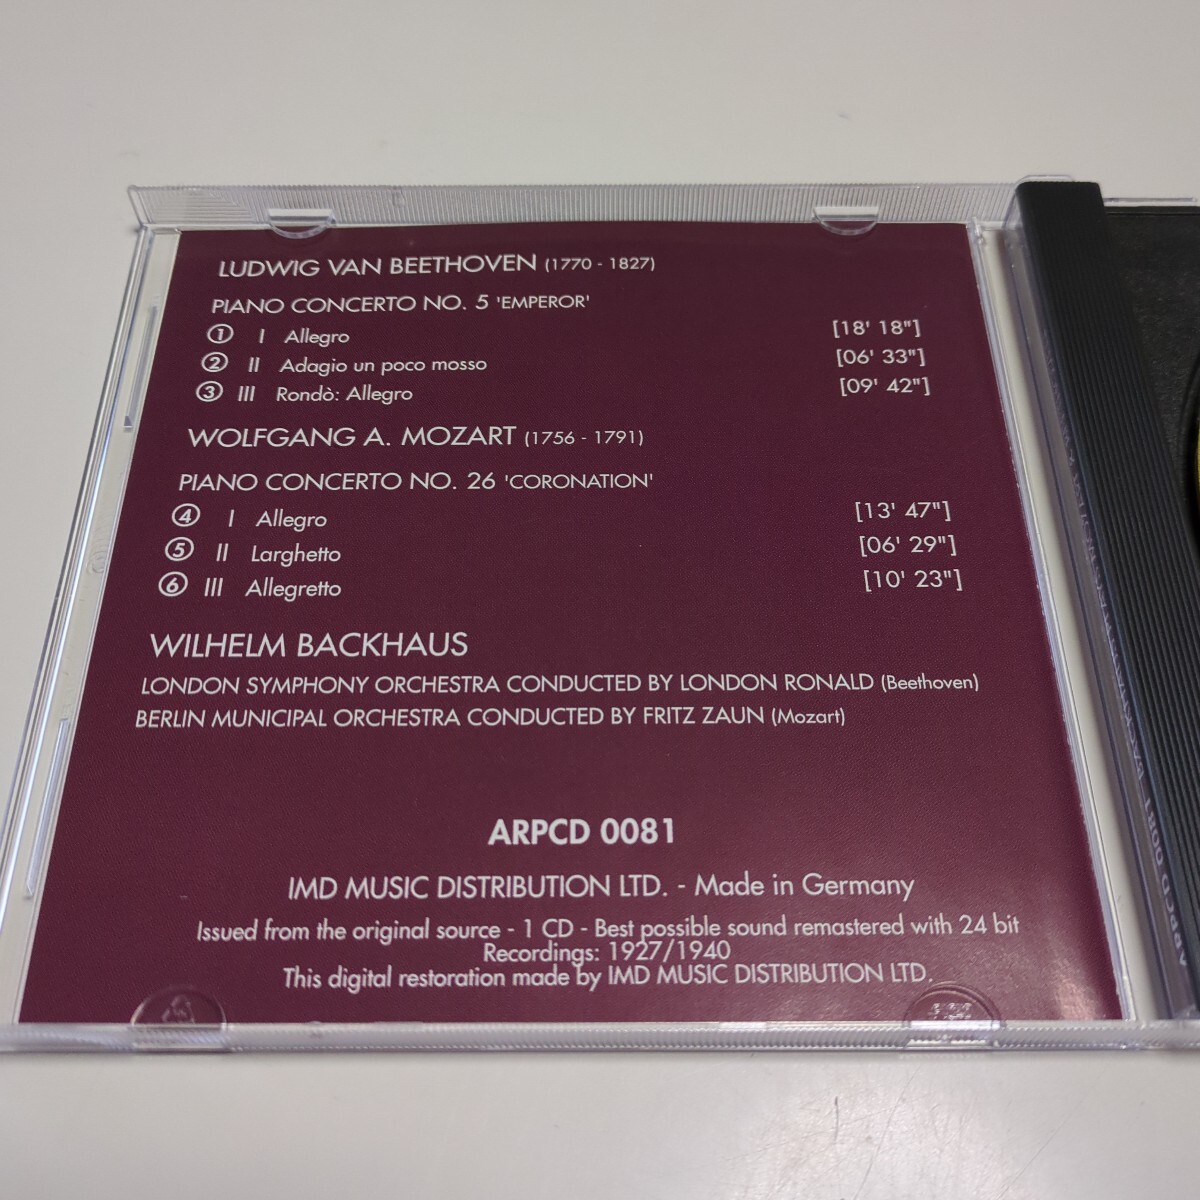 LUDWIG VAN BEETHOVEN (1770 - 1827)
PIANO CONCERTO NO. 5 'EMPEROR'
① I Allegro [18' 18"]
② II Adagio un poco mosso [06' 33"]
③ III Rondò: Allegro [09' 42"]
WOLFGANG A. MOZART (1756 - 1791)
PIANO CONCERTO NO. 26 'CORONATION'
④ I Allegro [13' 47"]
⑤ II Larghetto [06' 29"]
⑥ III Allegretto [10' 23"]
WILHELM BACKHAUS
LONDON SYMPHONY ORCHESTRA CONDUCTED BY LONDON RONALD (Beethoven)
BERLIN MUNICIPAL ORCHESTRA CONDUCTED BY FRITZ ZAUN (Mozart)
ARPCD 0081
IMD MUSIC DISTRIBUTION LTD. - Made in Germany
Issued from the original source - 1 CD - Best possible sound remastered with 24 bit
Recordings: 1927/1940
This digital restoration made by IMD MUSIC DISTRIBUTION LTD.